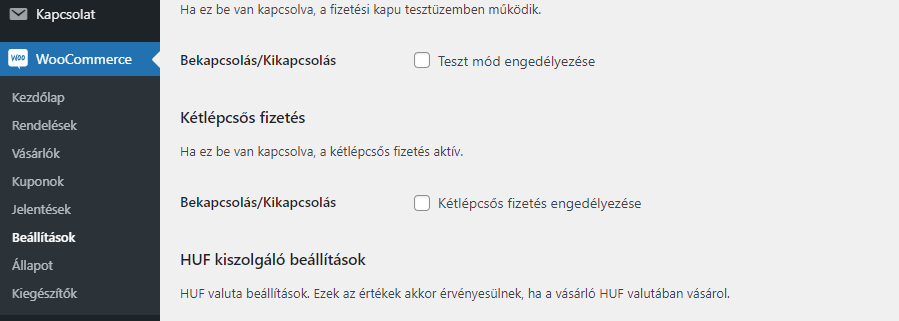 Kapcsolat
WOO WooCommerce
Kezdőlap
Rendelések
Vásárlók
Kuponok
Jelentések
Beállítások
Állapot
Kiegészítők
Ha ez be van kapcsolva, a fizetési kapu tesztüzemben működik.
Bekapcsolás/Kikapcsolás Teszt mód engedélyezése
Kétlépcsős fizetés
Ha ez be van kapcsolva, a kétlépcsős fizetés aktív.
Bekapcsolás/Kikapcsolás Kétlépcsős fizetés engedélyezése
HUF kiszolgáló beállítások
HUF valuta beállítások. Ezek az értékek akkor érvényesülnek, ha a vásárló HUF valutában vásárol.